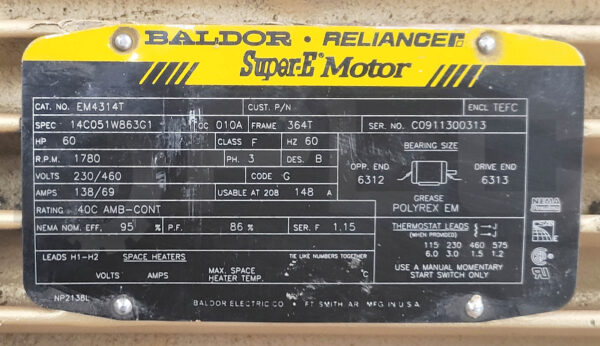 BALDOR • RELIANCE
Super-E® Motor
CAT. NO. EM4314T CUST. P/N ENCL TEFC
SPEC 14C051W863G1 CC 010A FRAME 364T SER. NO. C0911300313
HP 60 CLASS F HZ 60 BEARING SIZE
R.P.M. 1780 PH. 3 DES. B OPP. END DRIVE END
VOLTS 230/460 CODE G 6312 6313
AMPS 138/69 USABLE AT 208 148 A GREASE
RATING 40C AMB-CONT POLYREX EM
NEMA NOM. EFF. 95 % P.F. 86 % SER. F 1.15 THERMOSTAT LEADS J
(WHEN PROVIDED) J
115 230 460 575
6.0 3.0 1.5 1.2
LEADS H1-H2 SPACE HEATERS TIE LIKE NUMBERS TOGETHER USE A MANUAL MOMENTARY
START SWITCH ONLY
VOLTS AMPS MAX. SPACE
HEATER TEMP. °C
NP2138L
BALDOR ELECTRIC CO. FT. SMITH AR. MFG. IN U.S.A.
NEMA
Premium